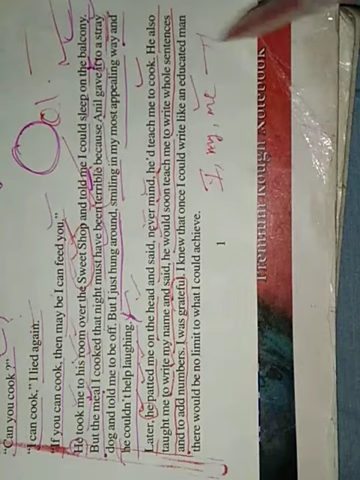 "Can you cook ?"
"I can cook," I lied again.
"If you can cook, then may be I can feed you."
He took me to his room over the Sweet Shop and told me I could sleep on the balcony.
But the meal I cooked that night must have been terrible because Anil gave it to a stray
dog and told me to be off. But I just hung around, smiling in my most appealing way and
he couldn't help laughing.
Later, he patted me on the head and said, never mind, he'd teach me to cook. He also
taught me to write my name and said, he would soon teach me to write whole sentences
and to add numbers. I was grateful. I knew that once I could write like an educated man
there would be no limit to what I could achieve.
1
I, my, me
Premium Rough Notebook